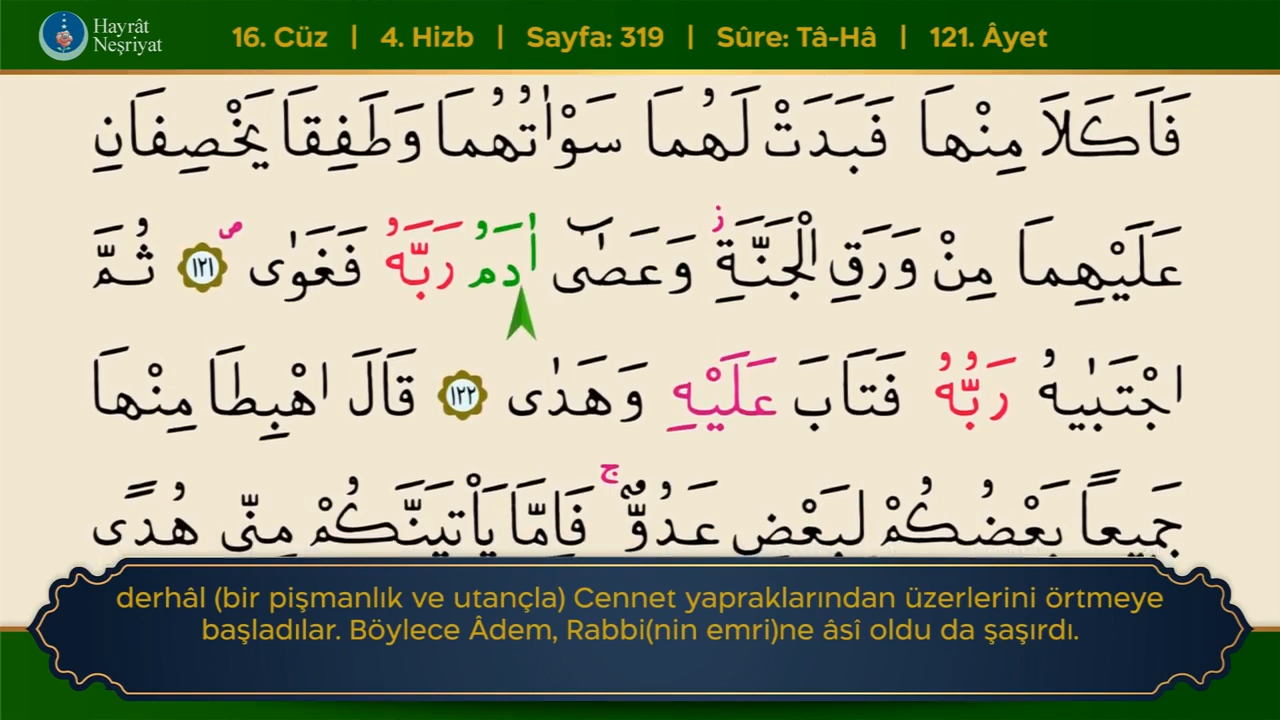 Hayrât
Neşriyat
16. Cüz | 4. Hizb | Sayfa: 319 | Sûre: Tâ-Hâ | 121. Âyet
فَاَكَلَا مِنْهَا فَبَدَتْ لَهُمَا سَوْاٰتُهُمَا وَطَفِقَا يَخْصِفَانِ
عَلَيْهِمَا مِنْ وَرَقِ الْجَنَّةِۘ وَعَصٰٓى اٰدَمُ رَبَّهُ فَغَوٰىۖ ﴿١٢١﴾ ثُمَّ
اجْتَبٰيهُ رَبُّهُ فَتَابَ عَلَيْهِ وَهَدٰى ﴿١٢٢﴾ قَالَ اهْبِطَا مِنْهَا
جَمِيعاً بَعْضُكُمْ لِبَعْضٍ عَدُوٌّۚ فَاِمَّا يَاْتِيَنَّكُمْ مِنّ۪ى هُدًى
derhâl (bir pişmanlık ve utançla) Cennet yapraklarından üzerlerini örtmeye
başladılar. Böylece Âdem, Rabbi(nin emri)ne âsî oldu da şaşırdı.